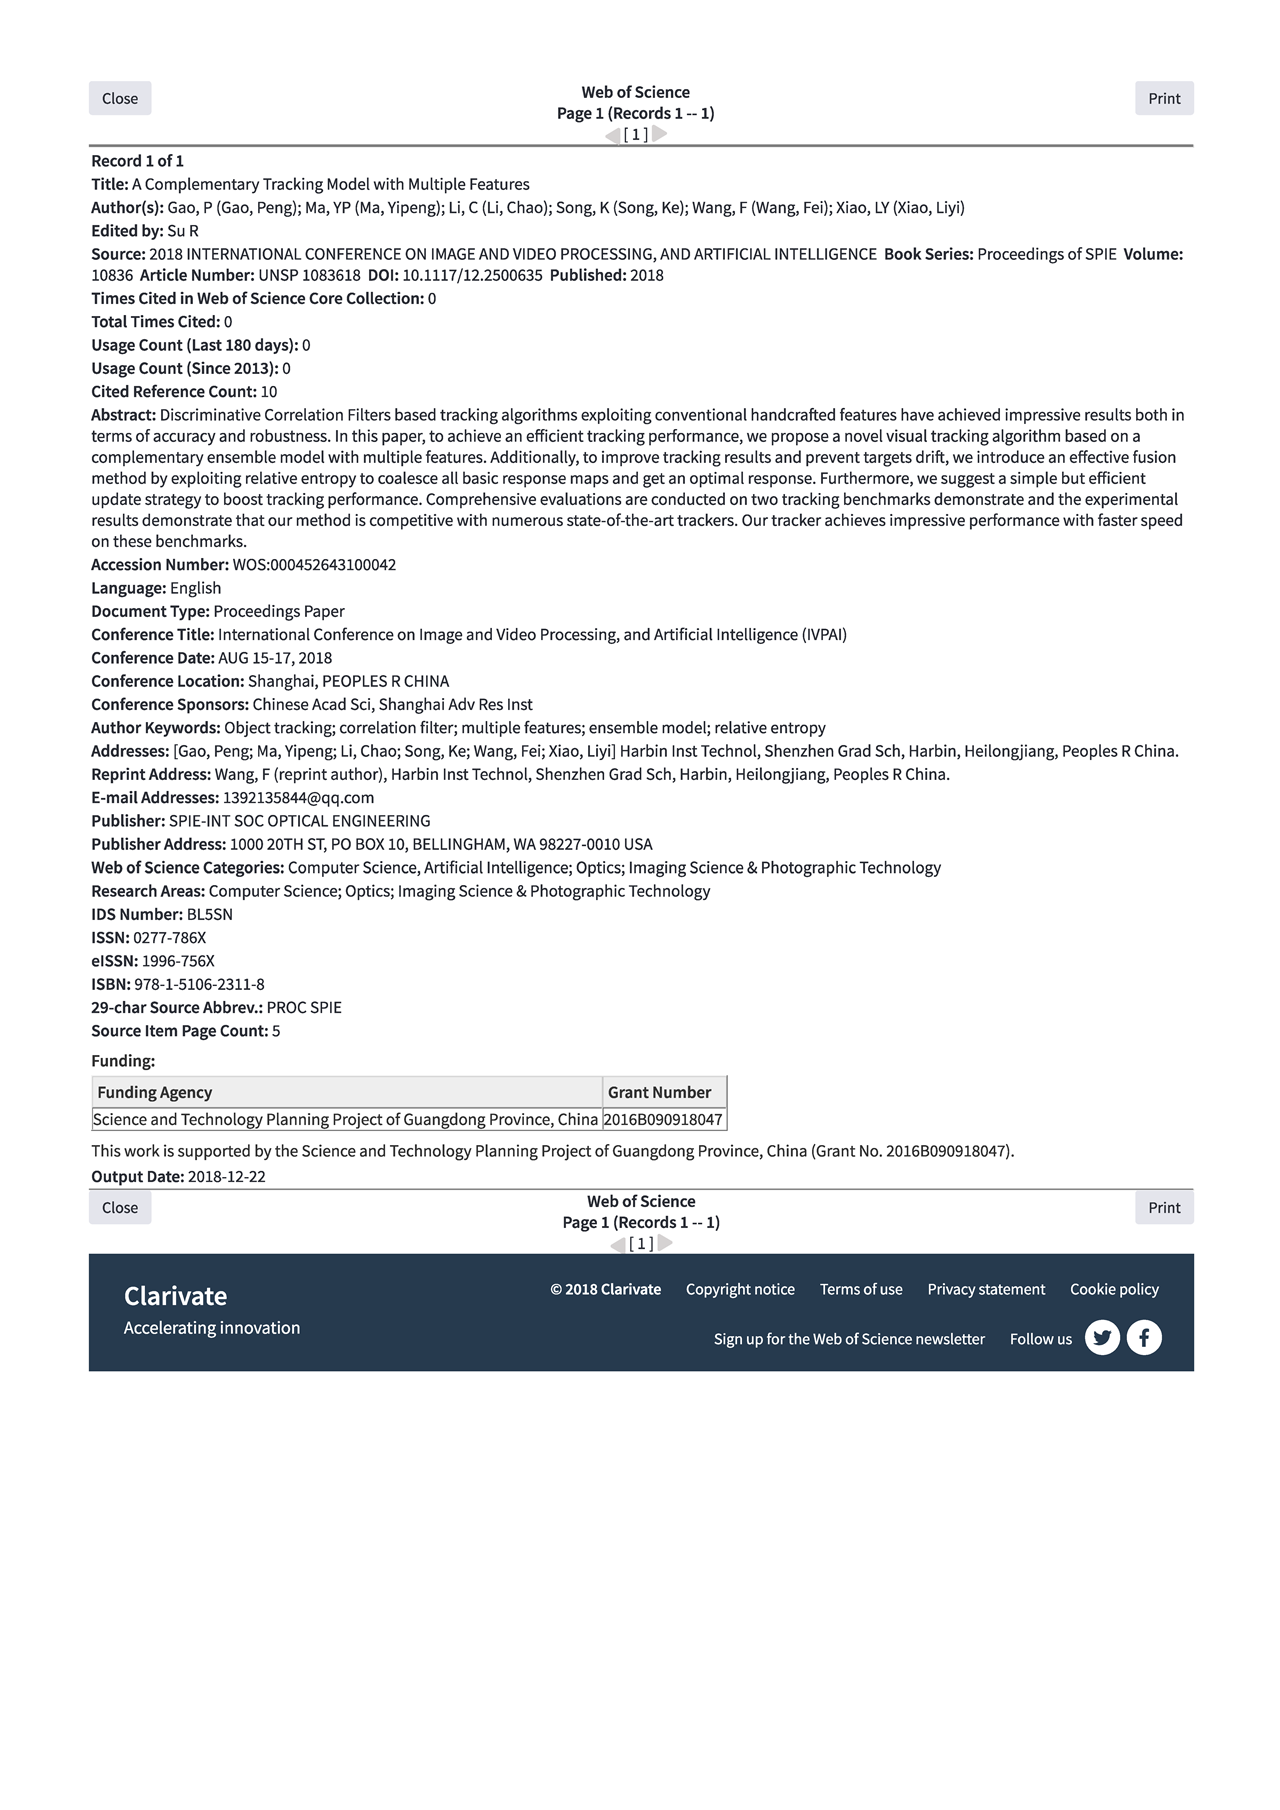 Close
Web of Science
Print
Page 1 (Records 1 -- 1)
[ 1 ]
Record 1 of 1
Title: A Complementary Tracking Model with Multiple Features
Author(s): Gao, P (Gao, Peng); Ma, YP (Ma, Yipeng); Li, C (Li, Chao); Song, K (Song, Ke); Wang, F (Wang, Fei); Xiao, LY (Xiao, Liyi)
Edited by: Su R
Source: 2018 INTERNATIONAL CONFERENCE ON IMAGE AND VIDEO PROCESSING, AND ARTIFICIAL INTELLIGENCE Book Series: Proceedings of SPIE Volume:
10836 Article Number: UNSP 1083618 DOI: 10.1117/12.2500635 Published: 2018
Times Cited in Web of Science Core Collection: 0
Total Times Cited: 0
Usage Count (Last 180 days): 0
Usage Count (Since 2013): 0
Cited Reference Count: 10
Abstract: Discriminative Correlation Filters based tracking algorithms exploiting conventional handcrafted features have achieved impressive results both in
terms of accuracy and robustness. In this paper, to achieve an efficient tracking performance, we propose a novel visual tracking algorithm based on a
complementary ensemble model with multiple features. Additionally, to improve tracking results and prevent targets drift, we introduce an effective fusion
method by exploiting relative entropy to coalesce all basic response maps and get an optimal response. Furthermore, we suggest a simple but efficient
update strategy to boost tracking performance. Comprehensive evaluations are conducted on two tracking benchmarks demonstrate and the experimental
results demonstrate that our method is competitive with numerous state-of-the-art trackers. Our tracker achieves impressive performance with faster speed
on these benchmarks.
Accession Number: WOS:000452643100042
Language: English
Document Type: Proceedings Paper
Conference Title: International Conference on Image and Video Processing, and Artificial Intelligence (IVPAI)
Conference Date: AUG 15-17, 2018
Conference Location: Shanghai, PEOPLES R CHINA
Conference Sponsors: Chinese Acad Sci, Shanghai Adv Res Inst
Author Keywords: Object tracking; correlation filter; multiple features; ensemble model; relative entropy
Addresses: [Gao, Peng; Ma, Yipeng; Li, Chao; Song, Ke; Wang, Fei; Xiao, Liyi] Harbin Inst Technol, Shenzhen Grad Sch, Harbin, Heilongjiang, Peoples R China.
Reprint Address: Wang, F (reprint author), Harbin Inst Technol, Shenzhen Grad Sch, Harbin, Heilongjiang, Peoples R China.
E-mail Addresses: 1392135844@qq.com
Publisher: SPIE-INT SOC OPTICAL ENGINEERING
Publisher Address: 1000 20TH ST, PO BOX 10, BELLINGHAM, WA 98227-0010 USA
Web of Science Categories: Computer Science, Artificial Intelligence; Optics; Imaging Science & Photographic Technology
Research Areas: Computer Science; Optics; Imaging Science & Photographic Technology
IDS Number: BL5SN
ISSN: 0277-786X
eISSN: 1996-756X
ISBN: 978-1-5106-2311-8
29-char Source Abbrev.: PROC SPIE
Source Item Page Count: 5
Funding:
Funding Agency Grant Number
Science and Technology Planning Project of Guangdong Province, China 2016B090918047
This work is supported by the Science and Technology Planning Project of Guangdong Province, China (Grant No. 2016B090918047).
Output Date: 2018-12-22
Close
Web of Science
Print
Page 1 (Records 1 -- 1)
[ 1 ]
Clarivate
Accelerating innovation
© 2018 Clarivate Copyright notice Terms of use Privacy statement Cookie policy
Sign up for the Web of Science newsletter Follow us